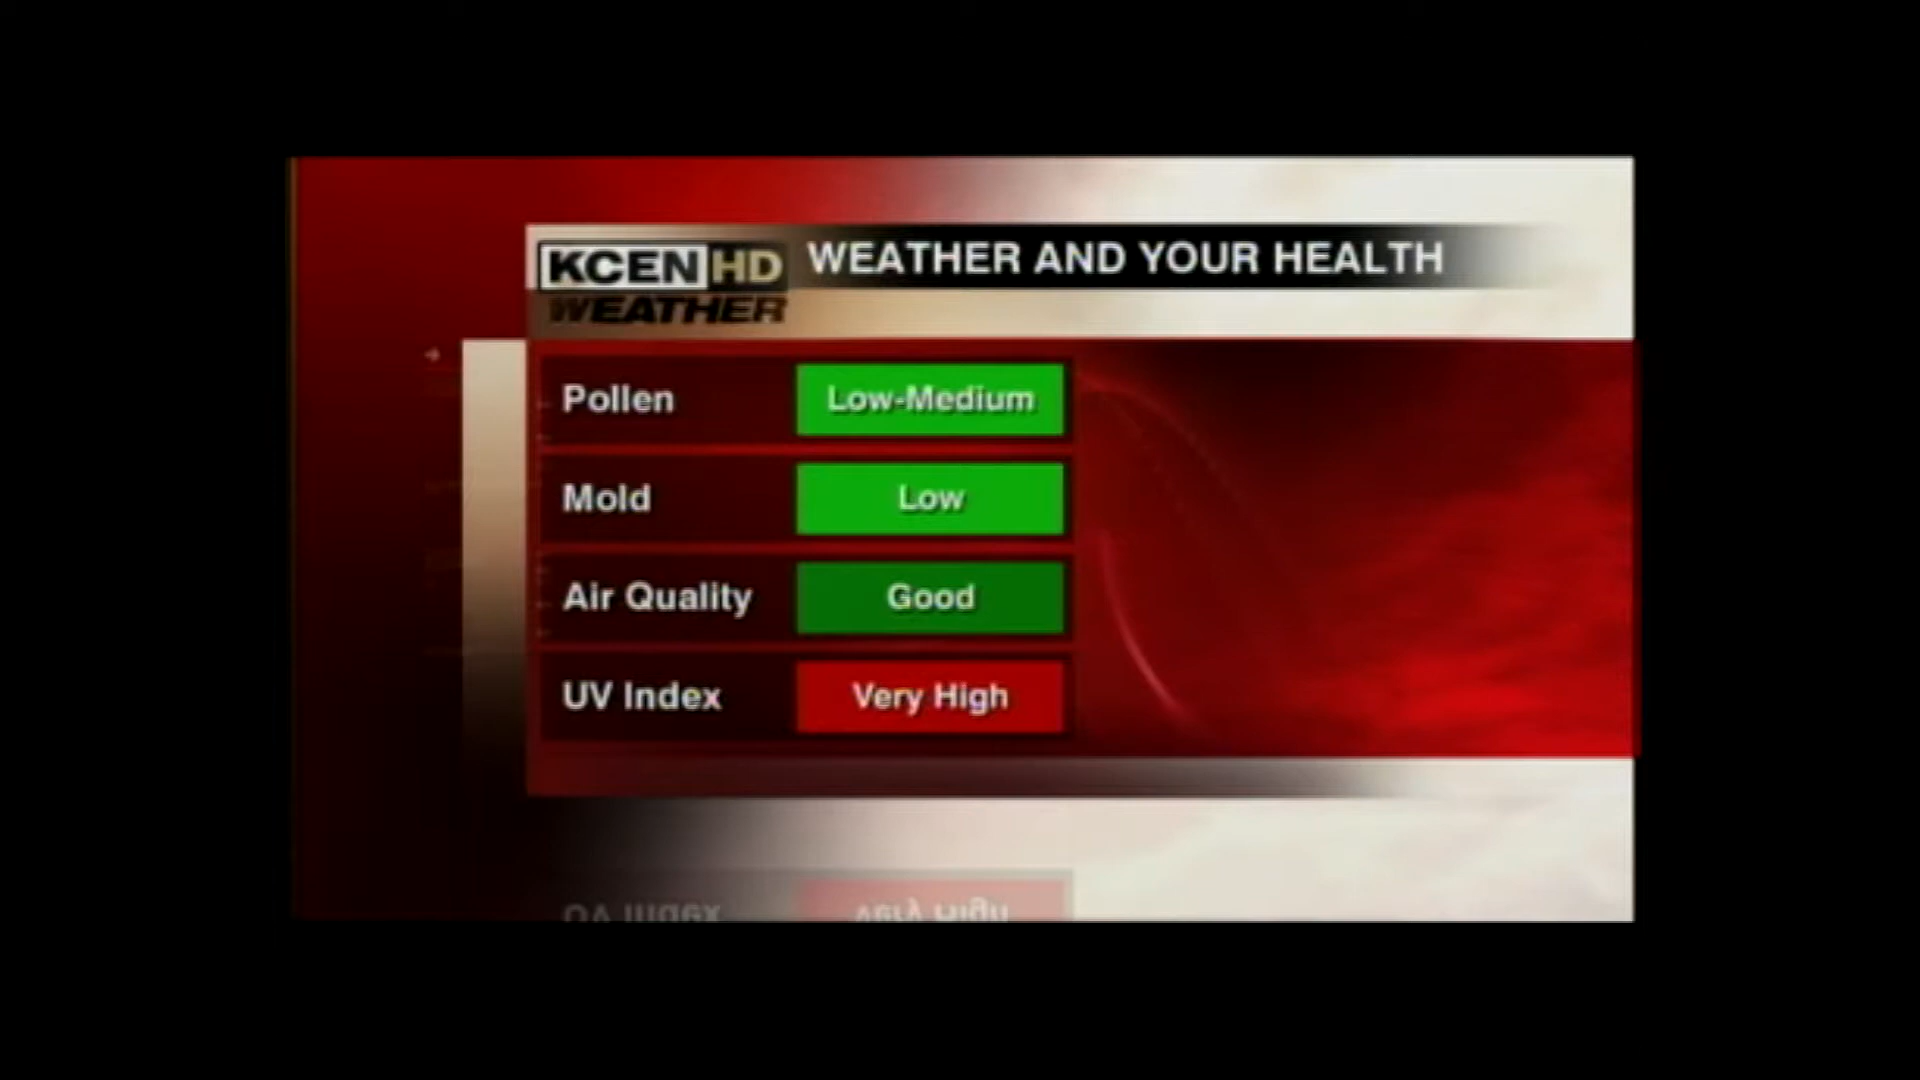 KCEN HD WEATHER AND YOUR HEALTH
WEATHER
Pollen Low-Medium
Mold Low
Air Quality Good
UV Index Very High